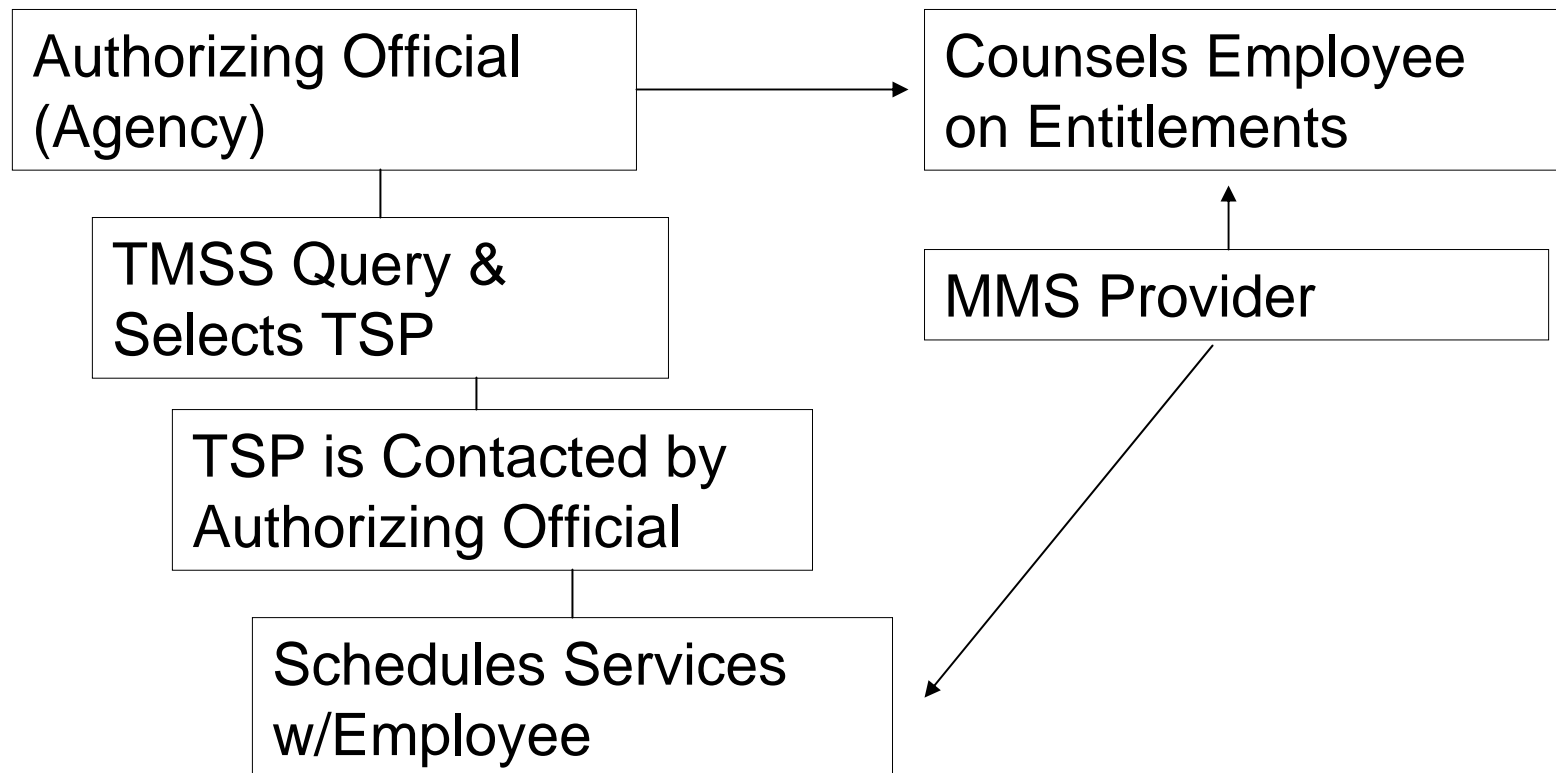 Authorizing Official
(Agency)
Counsels Employee
on Entitlements
TMSS Query &
Selects TSP
MMS Provider
TSP is Contacted by
Authorizing Official
Schedules Services
w/Employee